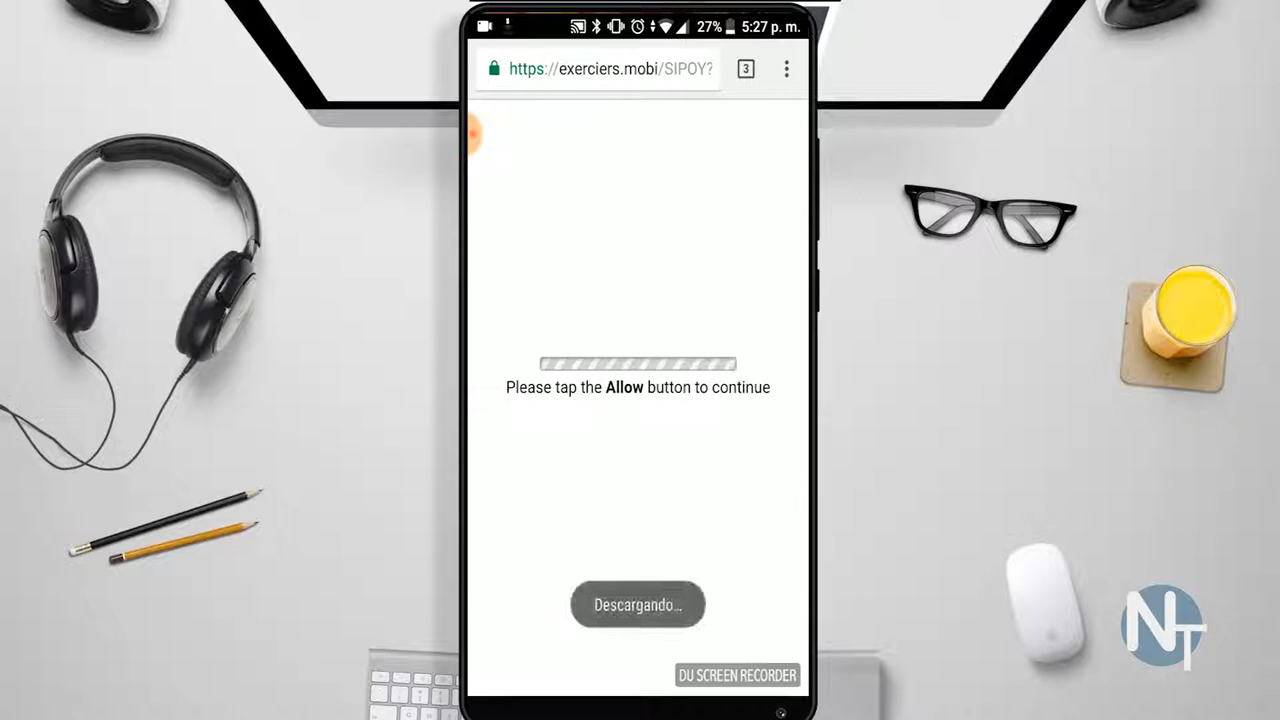 27% 5:27 p. m.
https://exerciers.mobi/SIPOY? 3
Please tap the Allow button to continue
Descargando...
DU SCREEN RECORDER
NT